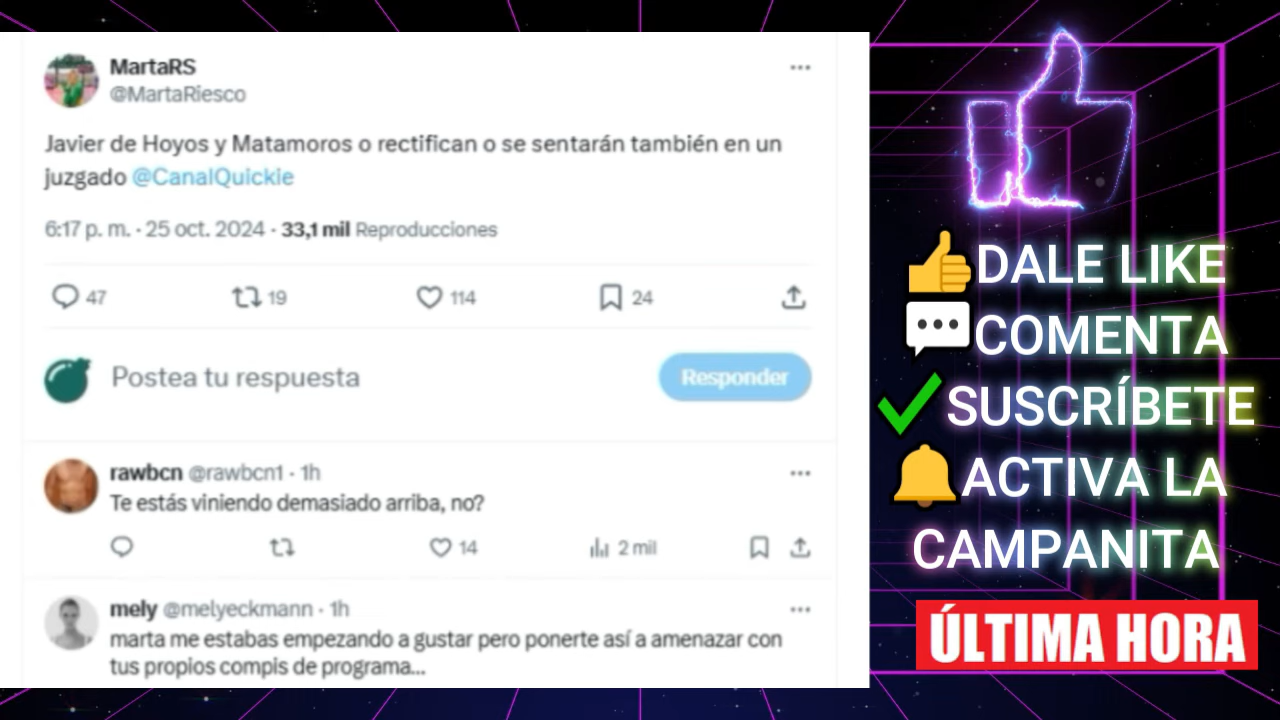 MartaRS
@MartaRiesco
Javier de Hoyos y Matamoros o rectifican o se sentarán también en un
juzgado @CanalQuickie
6:17 p. m. · 25 oct. 2024 · 33,1 mil Reproducciones
47 19 114 24
Postea tu respuesta
Responder
rawbcn @rawbcn1 · 1h
Te estás viniendo demasiado arriba, no?
14 2 mil
mely @melyeckmann · 1h
marta me estabas empezando a gustar pero ponerte así a amenazar con
tus propios compis de programa...
DALE LIKE
COMENTA
SUSCRÍBETE
ACTIVA LA
CAMPANITA
ÚLTIMA HORA